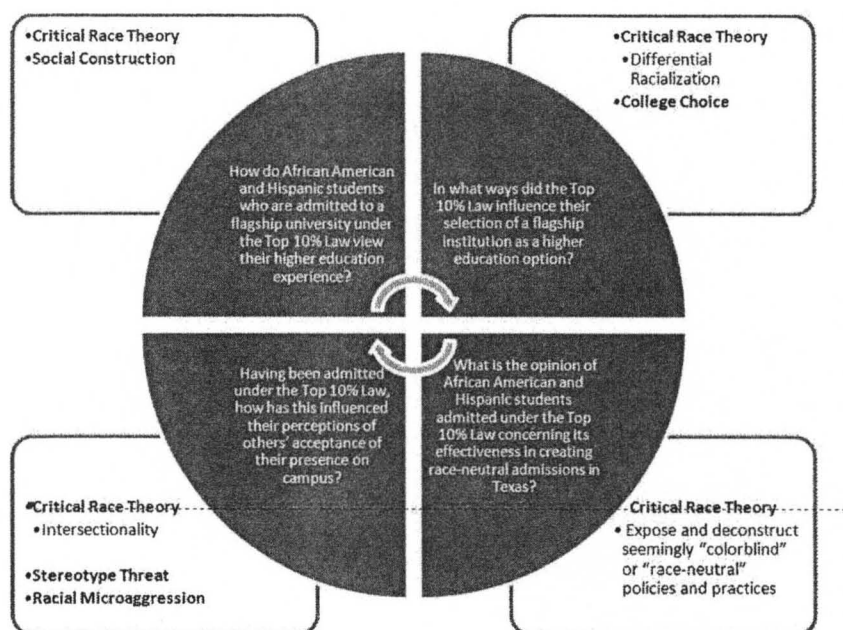 •Critical Race Theory
•Social Construction
•Critical Race Theory
•Differential
Racialization
•College Choice
How do African American
and Hispanic students
who are admitted to a
flagship university under
the Top 10% Law view
their higher education
experience?
In what ways did the Top
10% Law influence their
selection of a flagship
institution as a higher
education option?
Having been admitted
under the Top 10% Law,
how has this influenced
their perceptions of
others' acceptance of
their presence on
campus?
What is the opinion of
African American and
Hispanic students
admitted under the Top
10% Law concerning its
effectiveness in creating
race-neutral admissions in
Texas?
•Critical Race Theory
•Intersectionality
•Stereotype Threat
•Racial Microaggression
Critical Race Theory
• Expose and deconstruct
seemingly "colorblind"
or "race-neutral"
policies and practices